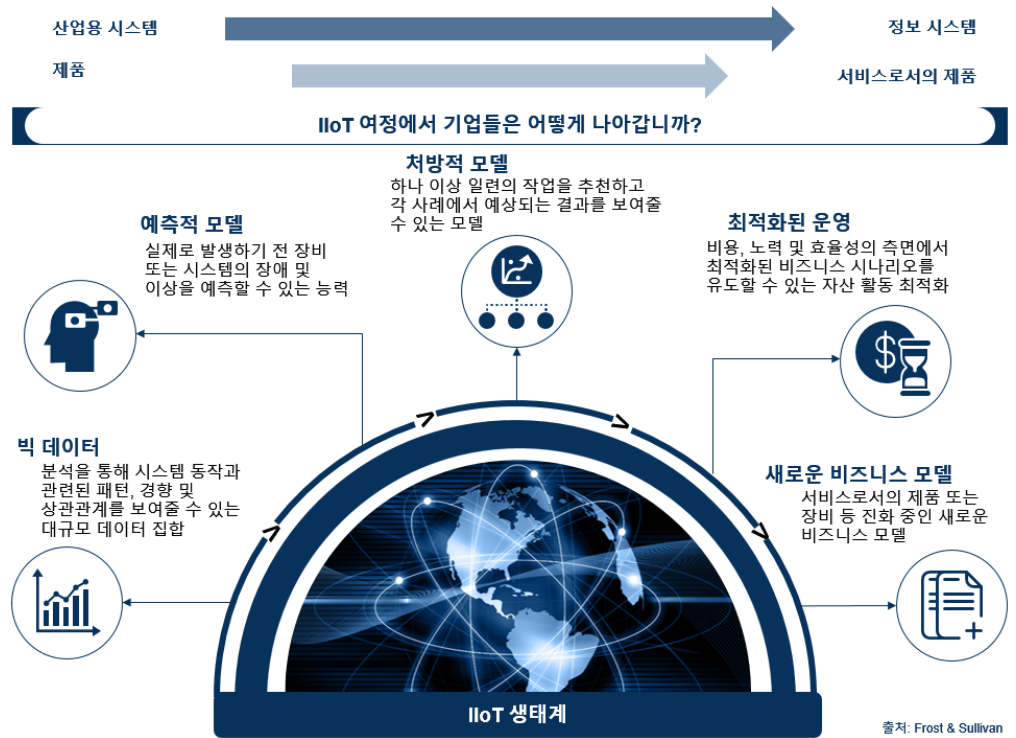 산업용 시스템
정보 시스템
제품
서비스로서의 제품
IIoT 여정에서 기업들은 어떻게 나아갑니까?
처방적 모델
하나 이상 일련의 작업을 추천하고
각 사례에서 예상되는 결과를 보여줄
수 있는 모델
예측적 모델
실제로 발생하기 전 장비
또는 시스템의 장애 및
이상을 예측할 수 있는 능력
최적화된 운영
비용, 노력 및 효율성의 측면에서
최적화된 비즈니스 시나리오를
유도할 수 있는 자산 활동 최적화
빅 데이터
분석을 통해 시스템 동작과
관련된 패턴, 경향 및
상관관계를 보여줄 수 있는
대규모 데이터 집합
새로운 비즈니스 모델
서비스로서의 제품 또는
장비 등 진화 중인 새로운
비즈니스 모델
IIoT 생태계
출처: Frost & Sullivan